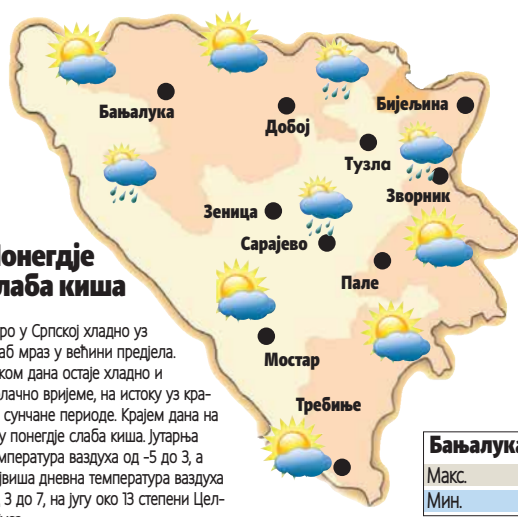 Бањалука
Добој
Бијељина
Тузла
Зворник
Зеница
Сарајево
Пале
Мостар
Требиње
онегдје
лаба киша
ро у Српској хладно уз
аб мраз у већини предјела.
ком дана остаје хладно и
лачно вријеме, на истоку уз кра-
сунчане периоде. Крајем дана на
у понегдје слаба киша. Јутарња
мпература ваздуха од -5 до 3, а
јвиша дневна температура ваздуха
3 до 7, на југу око 13 степени Цел-
Бањалука
Макс.
Мин.